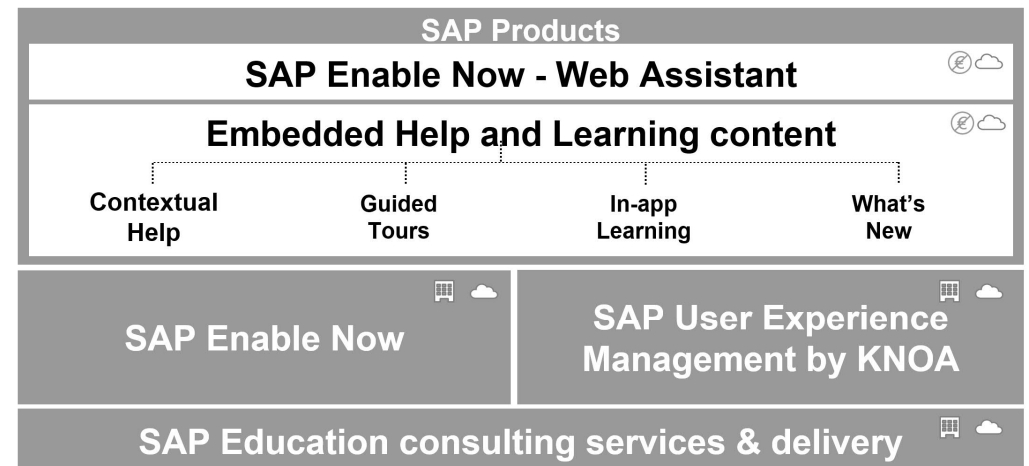 SAP Products
SAP Enable Now - Web Assistant
Embedded Help and Learning content
Contextual
Help
Guided
Tours
In-app
Learning
What's
New
SAP Enable Now
SAP User Experience
Management by KNOA
SAP Education consulting services & delivery